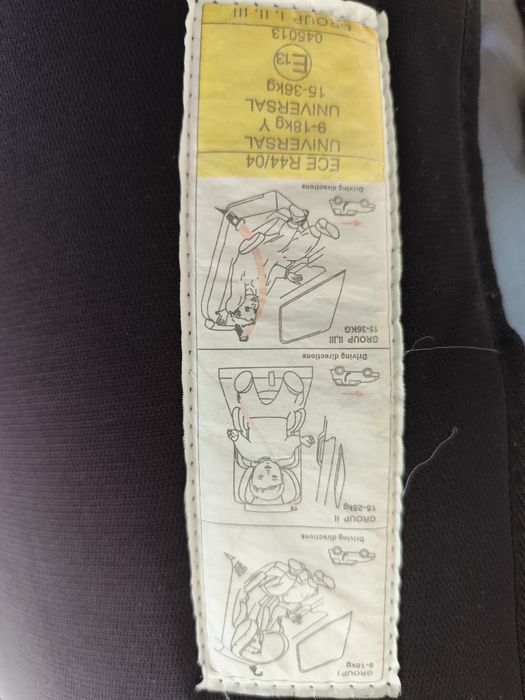 GROUP I
9-18kg
Driving directions
GROUP II
15-25kg
Driving directions
GROUP II,III
15-36KG
Driving directions
ECE R44/04
UNIVERSAL
9-18kg Y
UNIVERSAL
15-36kg
E13
045013
GROUP I, II, III